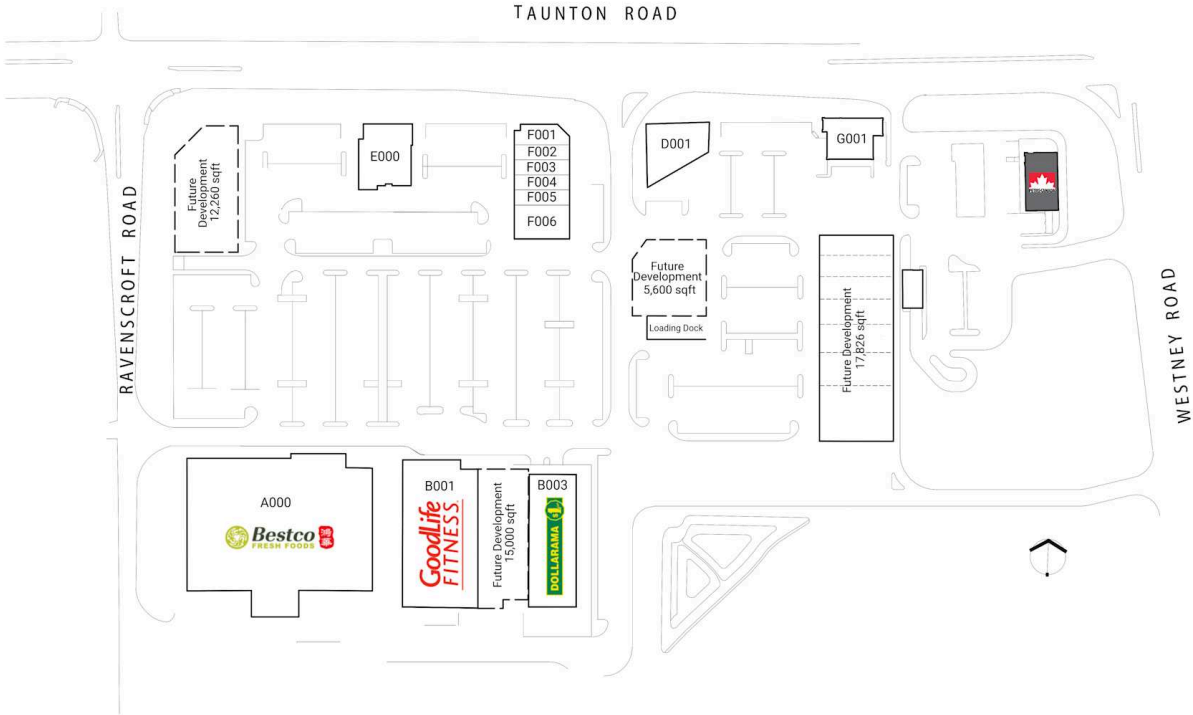 TAUNTON ROAD
RAVENSCROFT ROAD
WESTNEY ROAD
Future
Development
12,260 sqft
E000
F001
F002
F003
F004
F005
F006
D001
G001
Future
Development
5,600 sqft
Loading Dock
Future Development
17,826 sqft
A000
Bestco
FRESH FOODS
B001
GoodLife
FITNESS
Future Development
15,000 sqft
B003
DOLLARAMA
$1